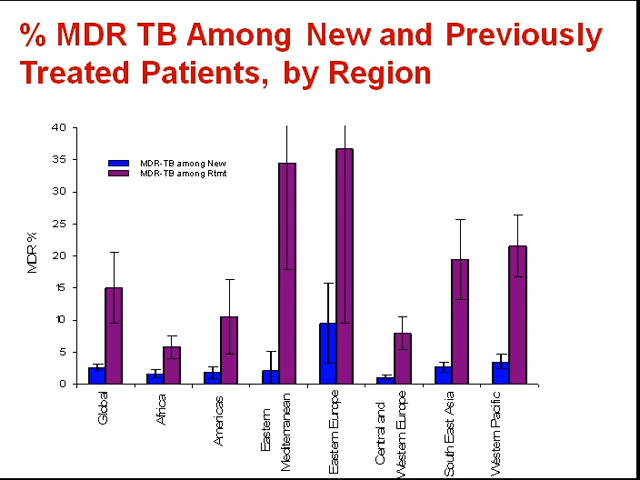 % MDR TB Among New and Previously
Treated Patients, by Region
40
35
30
25
20
15
10
5
0
MDR %
MDR-TB among New
MDR-TB among Rtmt
Global
Africa
Americas
Eastern
Mediterranean
Eastern Europe
Central and
Western Europe
South East Asia
Western Pacific